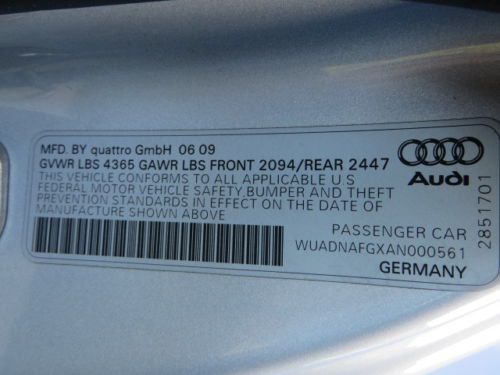 MFD. BY quattro GmbH 06 09
GVWR LBS 4365 GAWR LBS FRONT 2094/REAR 2447
THIS VEHICLE CONFORMS TO ALL APPLICABLE U.S
FEDERAL MOTOR VEHICLE SAFETY,BUMPER AND THEFT
PREVENTION STANDARDS IN EFFECT ON THE DATE OF
MANUFACTURE SHOWN ABOVE
Audi
PASSENGER CAR
WUADNAFGXAN000561
GERMANY
2851701